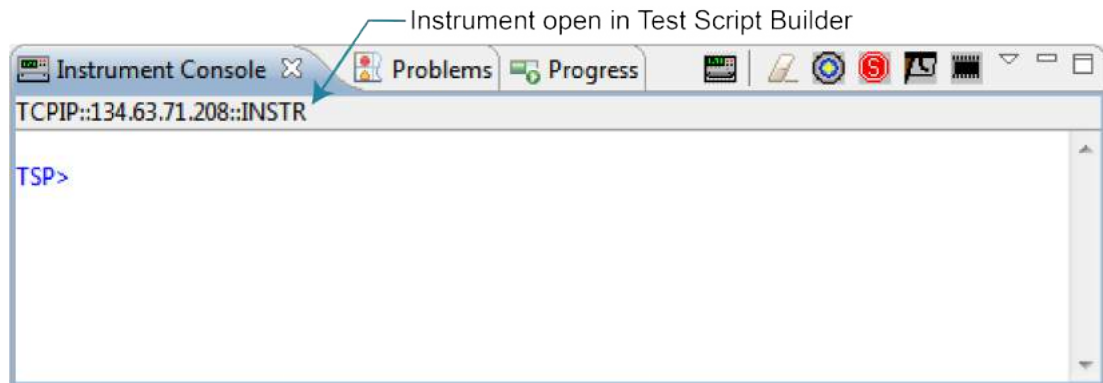 Instrument open in Test Script Builder
Instrument Console Problems Progress
TCPIP::134.63.71.208::INSTR
TSP>